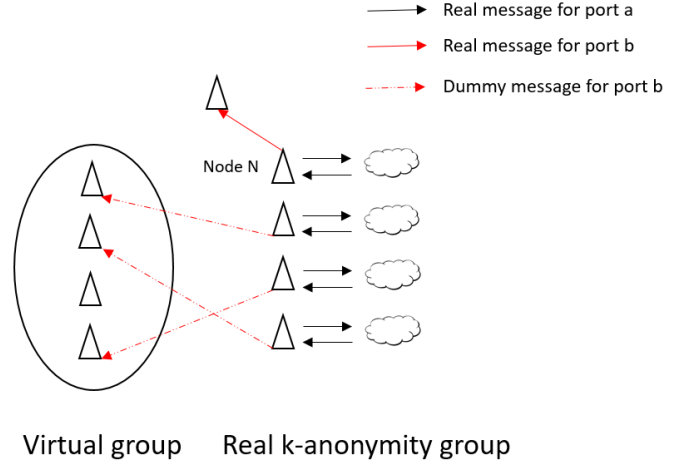 Real message for port a
Real message for port b
Dummy message for port b
Node N
Virtual group
Real k-anonymity group